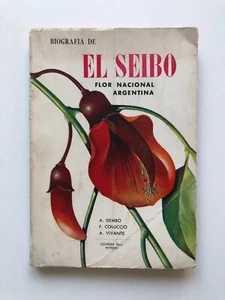 BIOGRAFIA DE
EL SEIBO
FLOR NACIONAL
ARGENTINA
A. DEMBO
F. COLUCCIO
A. VIVANTE